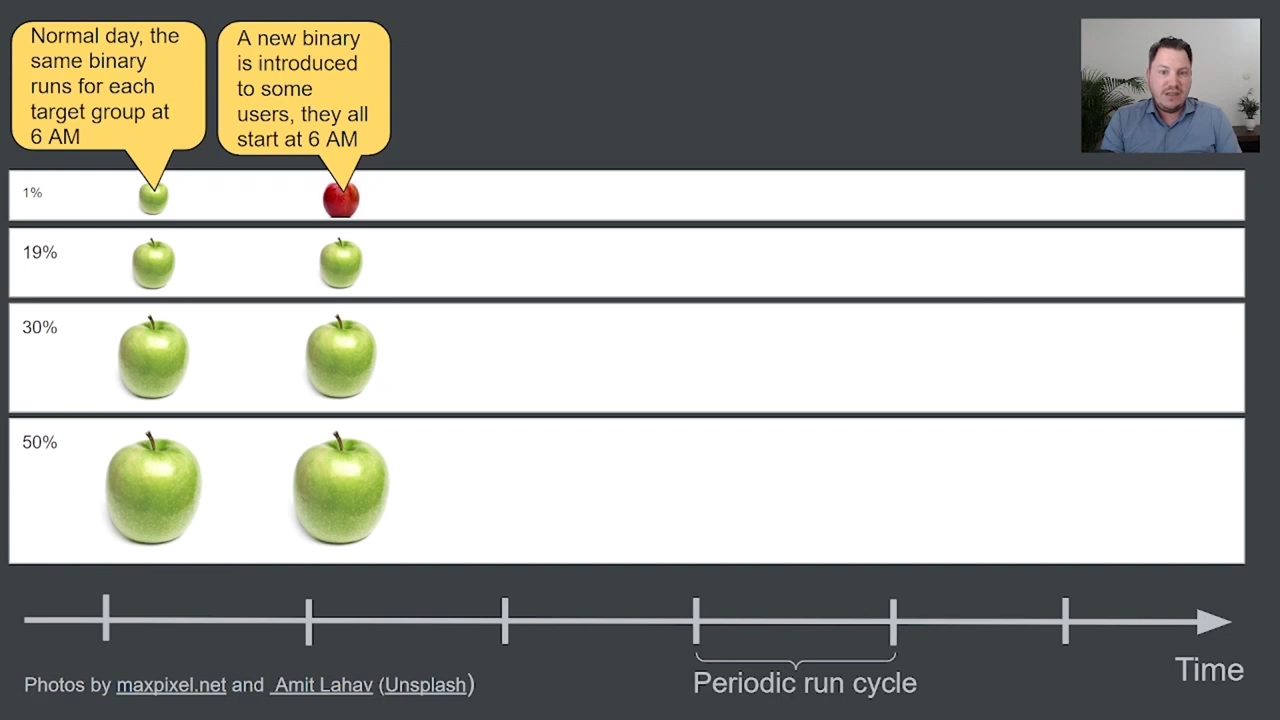 Normal day, the
same binary
runs for each
target group at
6 AM
A new binary
is introduced
to some
users, they all
start at 6 AM
1%
19%
30%
50%
Time
Periodic run cycle
Photos by maxpixel.net and Amit Lahav (Unsplash)